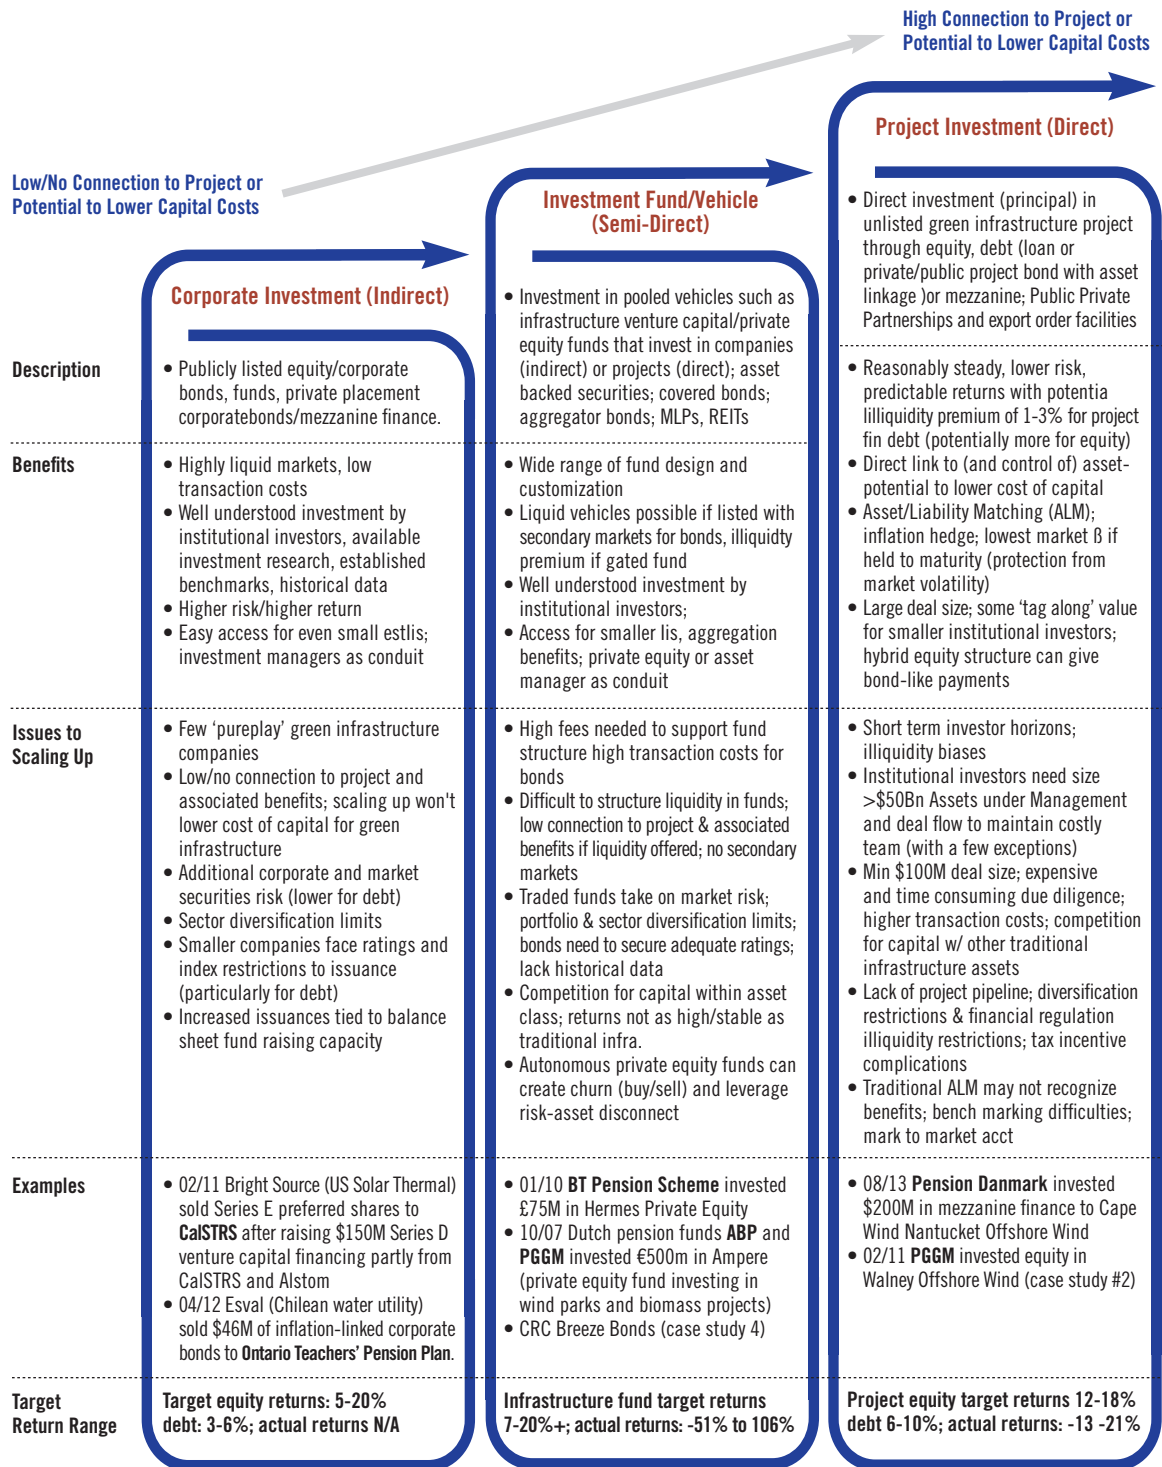 High Connection to Project or
Potential to Lower Capital Costs
Low/No Connection to Project or
Potential to Lower Capital Costs
Corporate Investment (Indirect)
Investment Fund/Vehicle
(Semi-Direct)
Project Investment (Direct)
Description
• Publicly listed equity/corporate
bonds, funds, private placement
corporatebonds/mezzanine finance.
• Investment in pooled vehicles such as
infrastructure venture capital/private
equity funds that invest in companies
(indirect) or projects (direct); asset
backed securities; covered bonds;
aggregator bonds; MLPs, REITs
• Direct investment (principal) in
unlisted green infrastructure project
through equity, debt (loan or
private/public project bond with asset
linkage )or mezzanine; Public Private
Partnerships and export order facilities
Benefits
• Highly liquid markets, low
transaction costs
• Well understood investment by
institutional investors, available
investment research, established
benchmarks, historical data
• Higher risk/higher return
• Easy access for even small estlis;
investment managers as conduit
• Wide range of fund design and
customization
• Liquid vehicles possible if listed with
secondary markets for bonds, illiquidty
premium if gated fund
• Well understood investment by
institutional investors;
• Access for smaller lis, aggregation
benefits; private equity or asset
manager as conduit
• Reasonably steady, lower risk,
predictable returns with potentia
lilliquidity premium of 1-3% for project
fin debt (potentially more for equity)
• Direct link to (and control of) asset-
potential to lower cost of capital
• Asset/Liability Matching (ALM);
inflation hedge; lowest market ß if
held to maturity (protection from
market volatility)
• Large deal size; some ‘tag along’ value
for smaller institutional investors;
hybrid equity structure can give
bond-like payments
Issues to
Scaling Up
• Few ‘pureplay’ green infrastructure
companies
• Low/no connection to project and
associated benefits; scaling up won't
lower cost of capital for green
infrastructure
• Additional corporate and market
securities risk (lower for debt)
• Sector diversification limits
• Smaller companies face ratings and
index restrictions to issuance
(particularly for debt)
• Increased issuances tied to balance
sheet fund raising capacity
• High fees needed to support fund
structure high transaction costs for
bonds
• Difficult to structure liquidity in funds;
low connection to project & associated
benefits if liquidity offered; no secondary
markets
• Traded funds take on market risk;
portfolio & sector diversification limits;
bonds need to secure adequate ratings;
lack historical data
• Competition for capital within asset
class; returns not as high/stable as
traditional infra.
• Autonomous private equity funds can
create churn (buy/sell) and leverage
risk-asset disconnect
• Short term investor horizons;
illiquidity biases
• Institutional investors need size
>$50Bn Assets under Management
and deal flow to maintain costly
team (with a few exceptions)
• Min $100M deal size; expensive
and time consuming due diligence;
higher transaction costs; competition
for capital w/ other traditional
infrastructure assets
• Lack of project pipeline; diversification
restrictions & financial regulation
illiquidity restrictions; tax incentive
complications
• Traditional ALM may not recognize
benefits; bench marking difficulties;
mark to market acct
Examples
• 02/11 Bright Source (US Solar Thermal)
sold Series E preferred shares to
CalSTRS after raising $150M Series D
venture capital financing partly from
CalSTRS and Alstom
• 04/12 Esval (Chilean water utility)
sold $46M of inflation-linked corporate
bonds to Ontario Teachers’ Pension Plan.
• 01/10 BT Pension Scheme invested
£75M in Hermes Private Equity
• 10/07 Dutch pension funds ABP and
PGGM invested €500m in Ampere
(private equity fund investing in
wind parks and biomass projects)
• CRC Breeze Bonds (case study 4)
• 08/13 Pension Danmark invested
$200M in mezzanine finance to Cape
Wind Nantucket Offshore Wind
• 02/11 PGGM invested equity in
Walney Offshore Wind (case study #2)
Target
Return Range
Target equity returns: 5-20%
debt: 3-6%; actual returns N/A
Infrastructure fund target returns
7-20%+; actual returns: -51% to 106%
Project equity target returns 12-18%
debt 6-10%; actual returns: -13 -21%